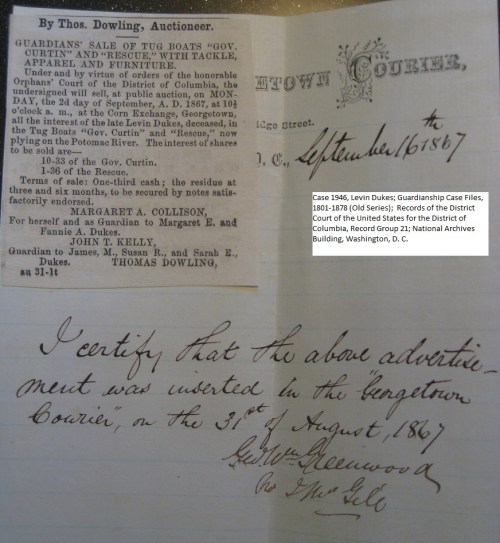 By Thos. Dowling, Auctioneer.
GUARDIANS' SALE OF TUG BOATS "GOV.
CURTIN" AND "RESCUE," WITH TACKLE,
APPAREL AND FURNITURE.
Under and by virtue of orders of the honorable
Orphans' Court of the District of Columbia, the
undersigned will sell, at public auction, on MON-
DAY, the 2d day of September, A. D. 1867, at 10½
o'clock a. m., at the Corn Exchange, Georgetown,
all the interest of the late Levin Dukes, deceased, in
the Tug Boats "Gov. Curtin" and "Rescue," now
plying on the Potomac River. The interest of shares
to be sold are—
10-33 of the Gov. Curtin.
1-36 of the Rescue.
Terms of sale: One-third cash; the residue at
three and six months, to be secured by notes satis-
factorily endorsed.
MARGARET A. COLLISON,
For herself and as Guardian to Margaret E. and
Fannie A. Dukes.
JOHN T. KELLY,
Guardian to James, M., Susan R., and Sarah E.,
Dukes. THOMAS DOWLING,
au 31-1t
ETOWN COURIER,
dge Street.
D. C., September 16th 1867
Case 1946, Levin Dukes; Guardianship Case Files,
1801-1878 (Old Series); Records of the District
Court of the United States for the District of
Columbia, Record Group 21; National Archives
Building, Washington, D. C.
I certify that the above advertise-
ment was inserted in the "Georgetown
Courier", on the 31st of August, 1867
Geo Wm Greenwood